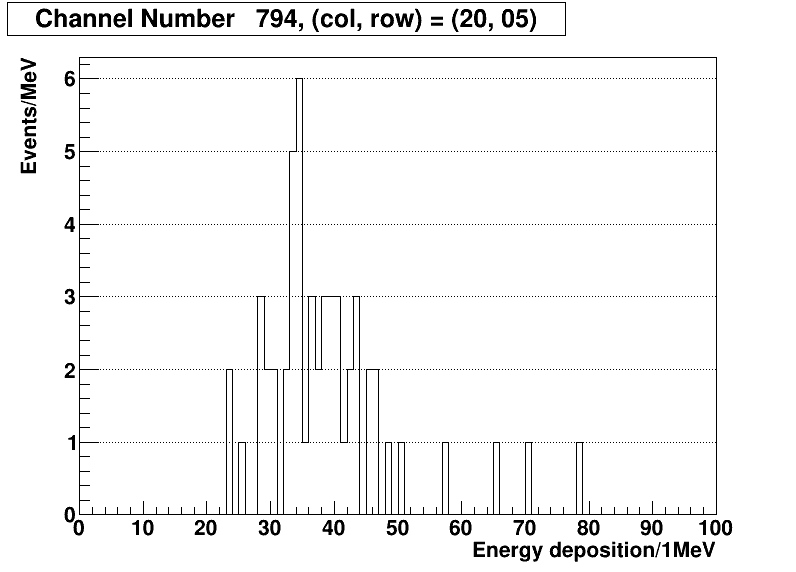 Channel Number 794, (col, row) = (20, 05)
Events/MeV
6
5
4
3
2
1
0
0 10 20 30 40 50 60 70 80 90 100
Energy deposition/1MeV